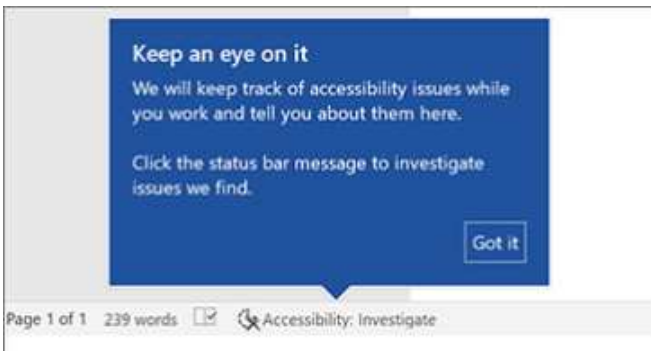 Keep an eye on it
We will keep track of accessibility issues while
you work and tell you about them here.
Click the status bar message to investigate
issues we find.
Got it
Page 1 of 1 239 words Accessibility: Investigate